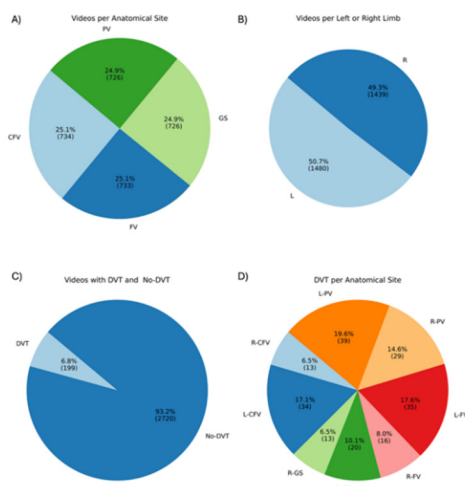 A) Videos per Anatomical Site
PV
24.9%
(726)
24.9%
(726)
GS
CFV
25.1%
(734)
25.1%
(733)
FV
B) Videos per Left or Right Limb
R
49.3%
(1439)
50.7%
(1480)
L
C) Videos with DVT and No-DVT
DVT
6.8%
(199)
93.2%
(2720)
No-DVT
D) DVT per Anatomical Site
L-PV
19.6%
(39)
R-PV
14.6%
(29)
R-CFV
6.5%
(13)
L-CFV
17.1%
(34)
17.6%
(35)
R-GS
6.5%
(13)
10.1%
(20)
8.0%
(16)
R-FV